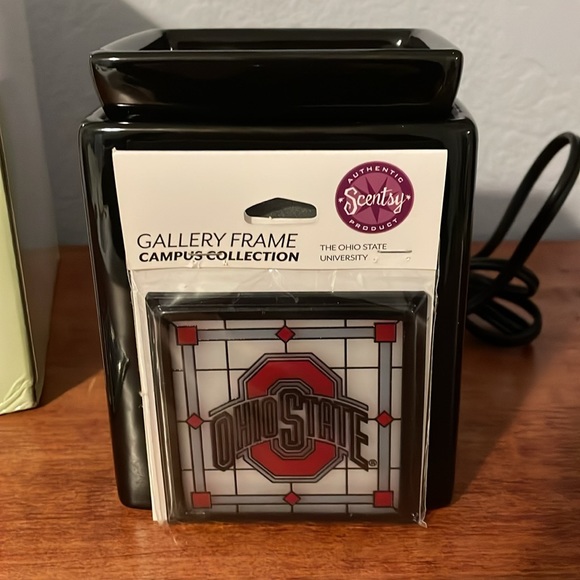 AUTHENTIC
Scentsy
PRODUCT
GALLERY FRAME
CAMPUS COLLECTION
THE OHIO STATE
UNIVERSITY
OHIO STATE
®